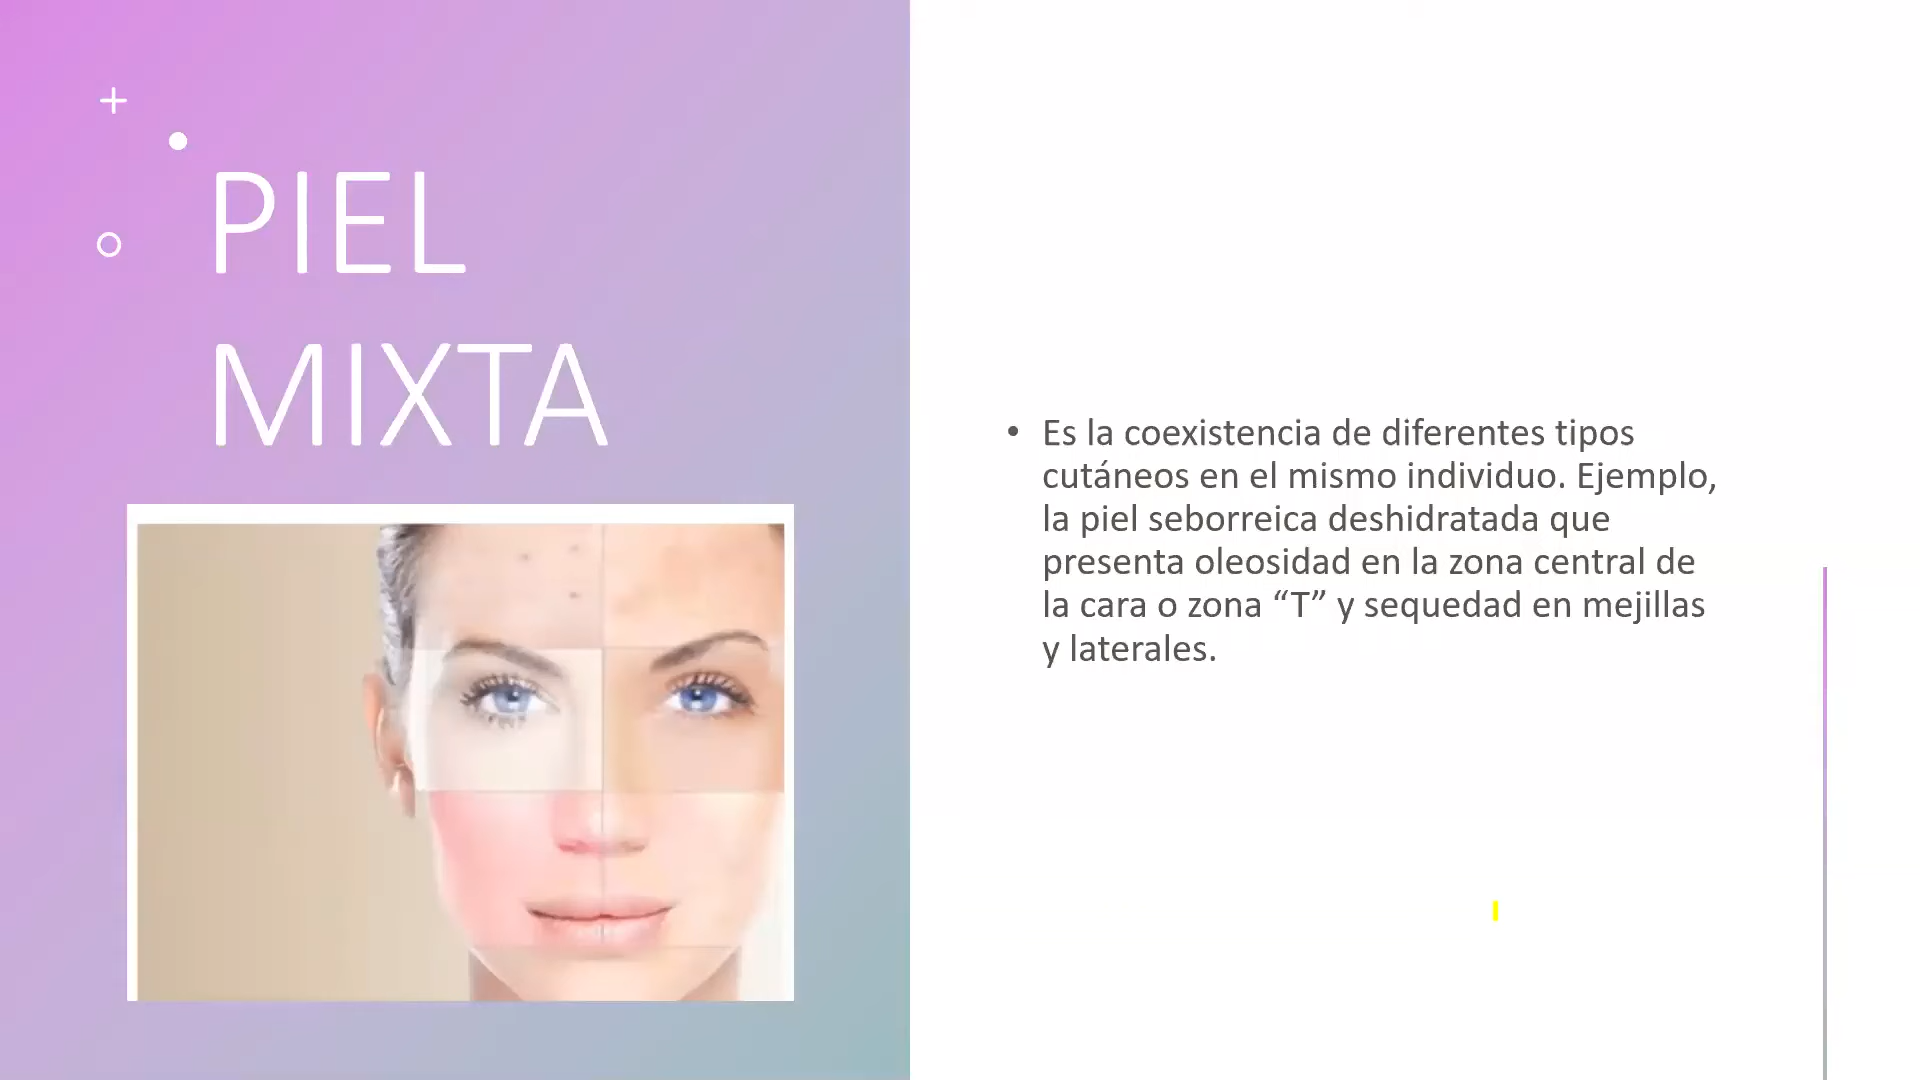 PIEL
MIXTA
• Es la coexistencia de diferentes tipos
cutáneos en el mismo individuo. Ejemplo,
la piel seborreica deshidratada que
presenta oleosidad en la zona central de
la cara o zona “T” y sequedad en mejillas
y laterales.